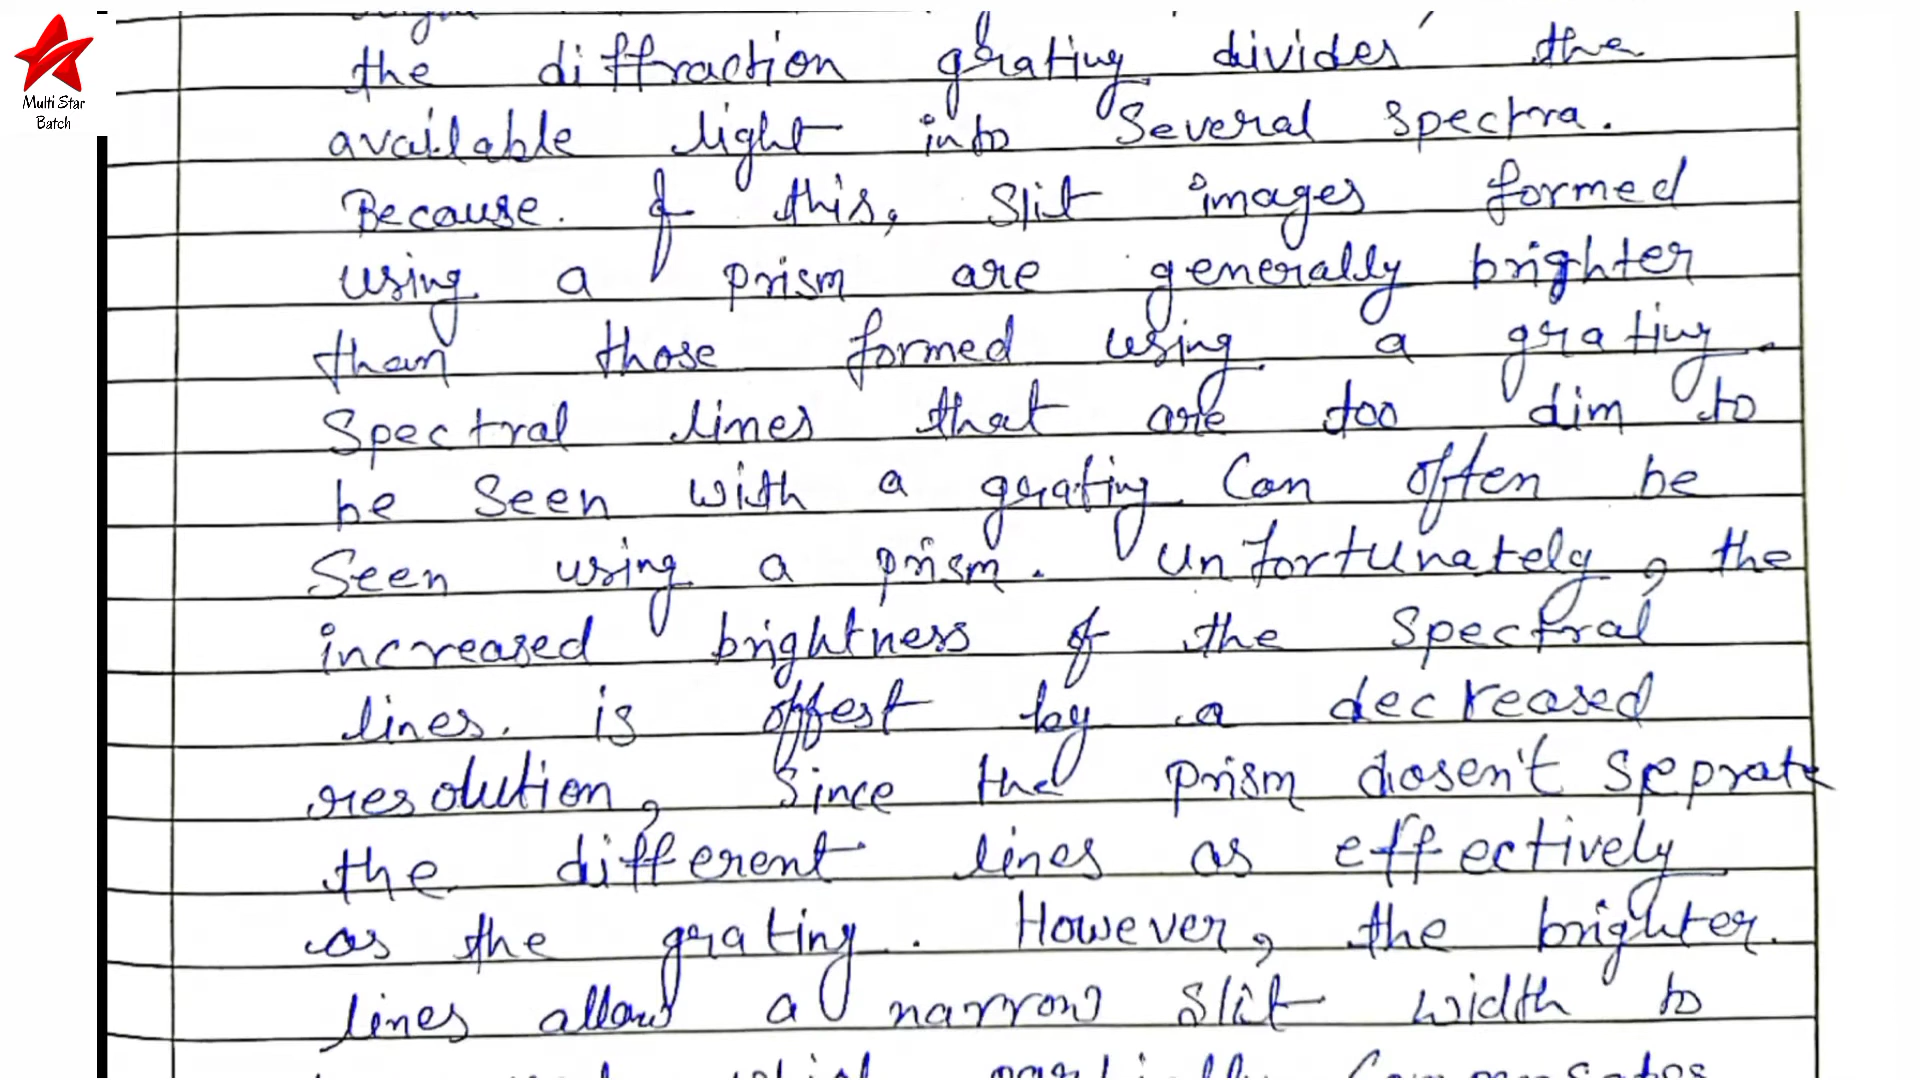 Multi Star
Batch
the diffraction grating divides the
available light into several spectra.
Because. of this, slit images formed
using a prism are generally brighter
than those formed using a grating.
Spectral lines that are too dim to
be seen with a grating can often be
seen using a prism. Unfortunately, the
increased brightness of the spectral
lines. is offest by a decreased
resolution, since the prism dosen't seprate
the different lines as effectively
as the grating. However, the brighter.
lines allow a narrow slit width to